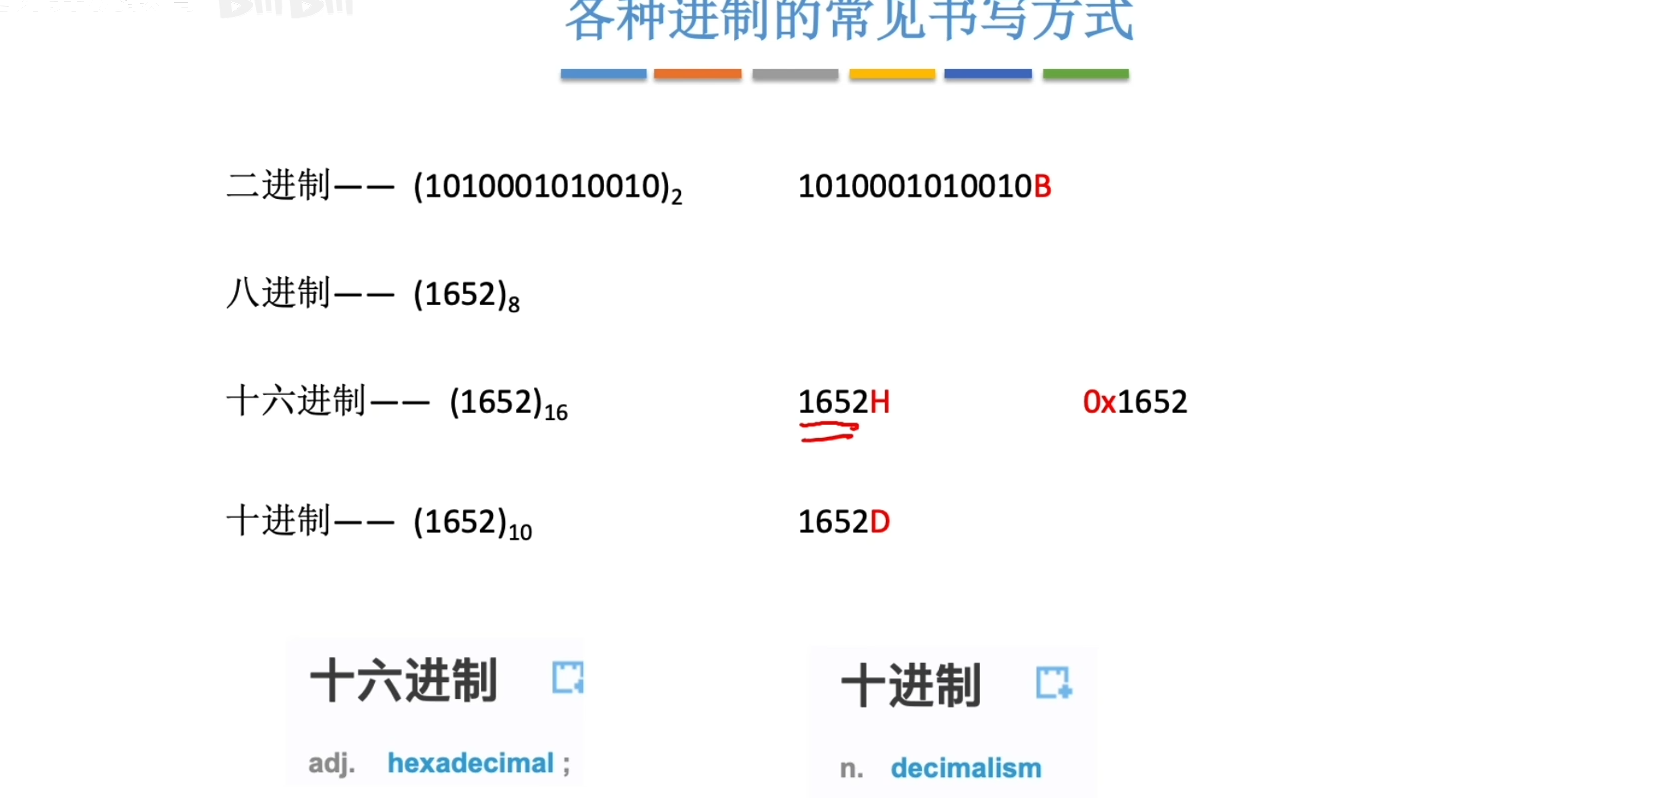 各种进制的常见书写方式
二进制—— (1010001010010)₂ 1010001010010B
八进制—— (1652)₈
十六进制—— (1652)₁₆ 1652H 0x1652
十进制—— (1652)₁₀ 1652D
十六进制 十进制
adj. hexadecimal ; n. decimalism